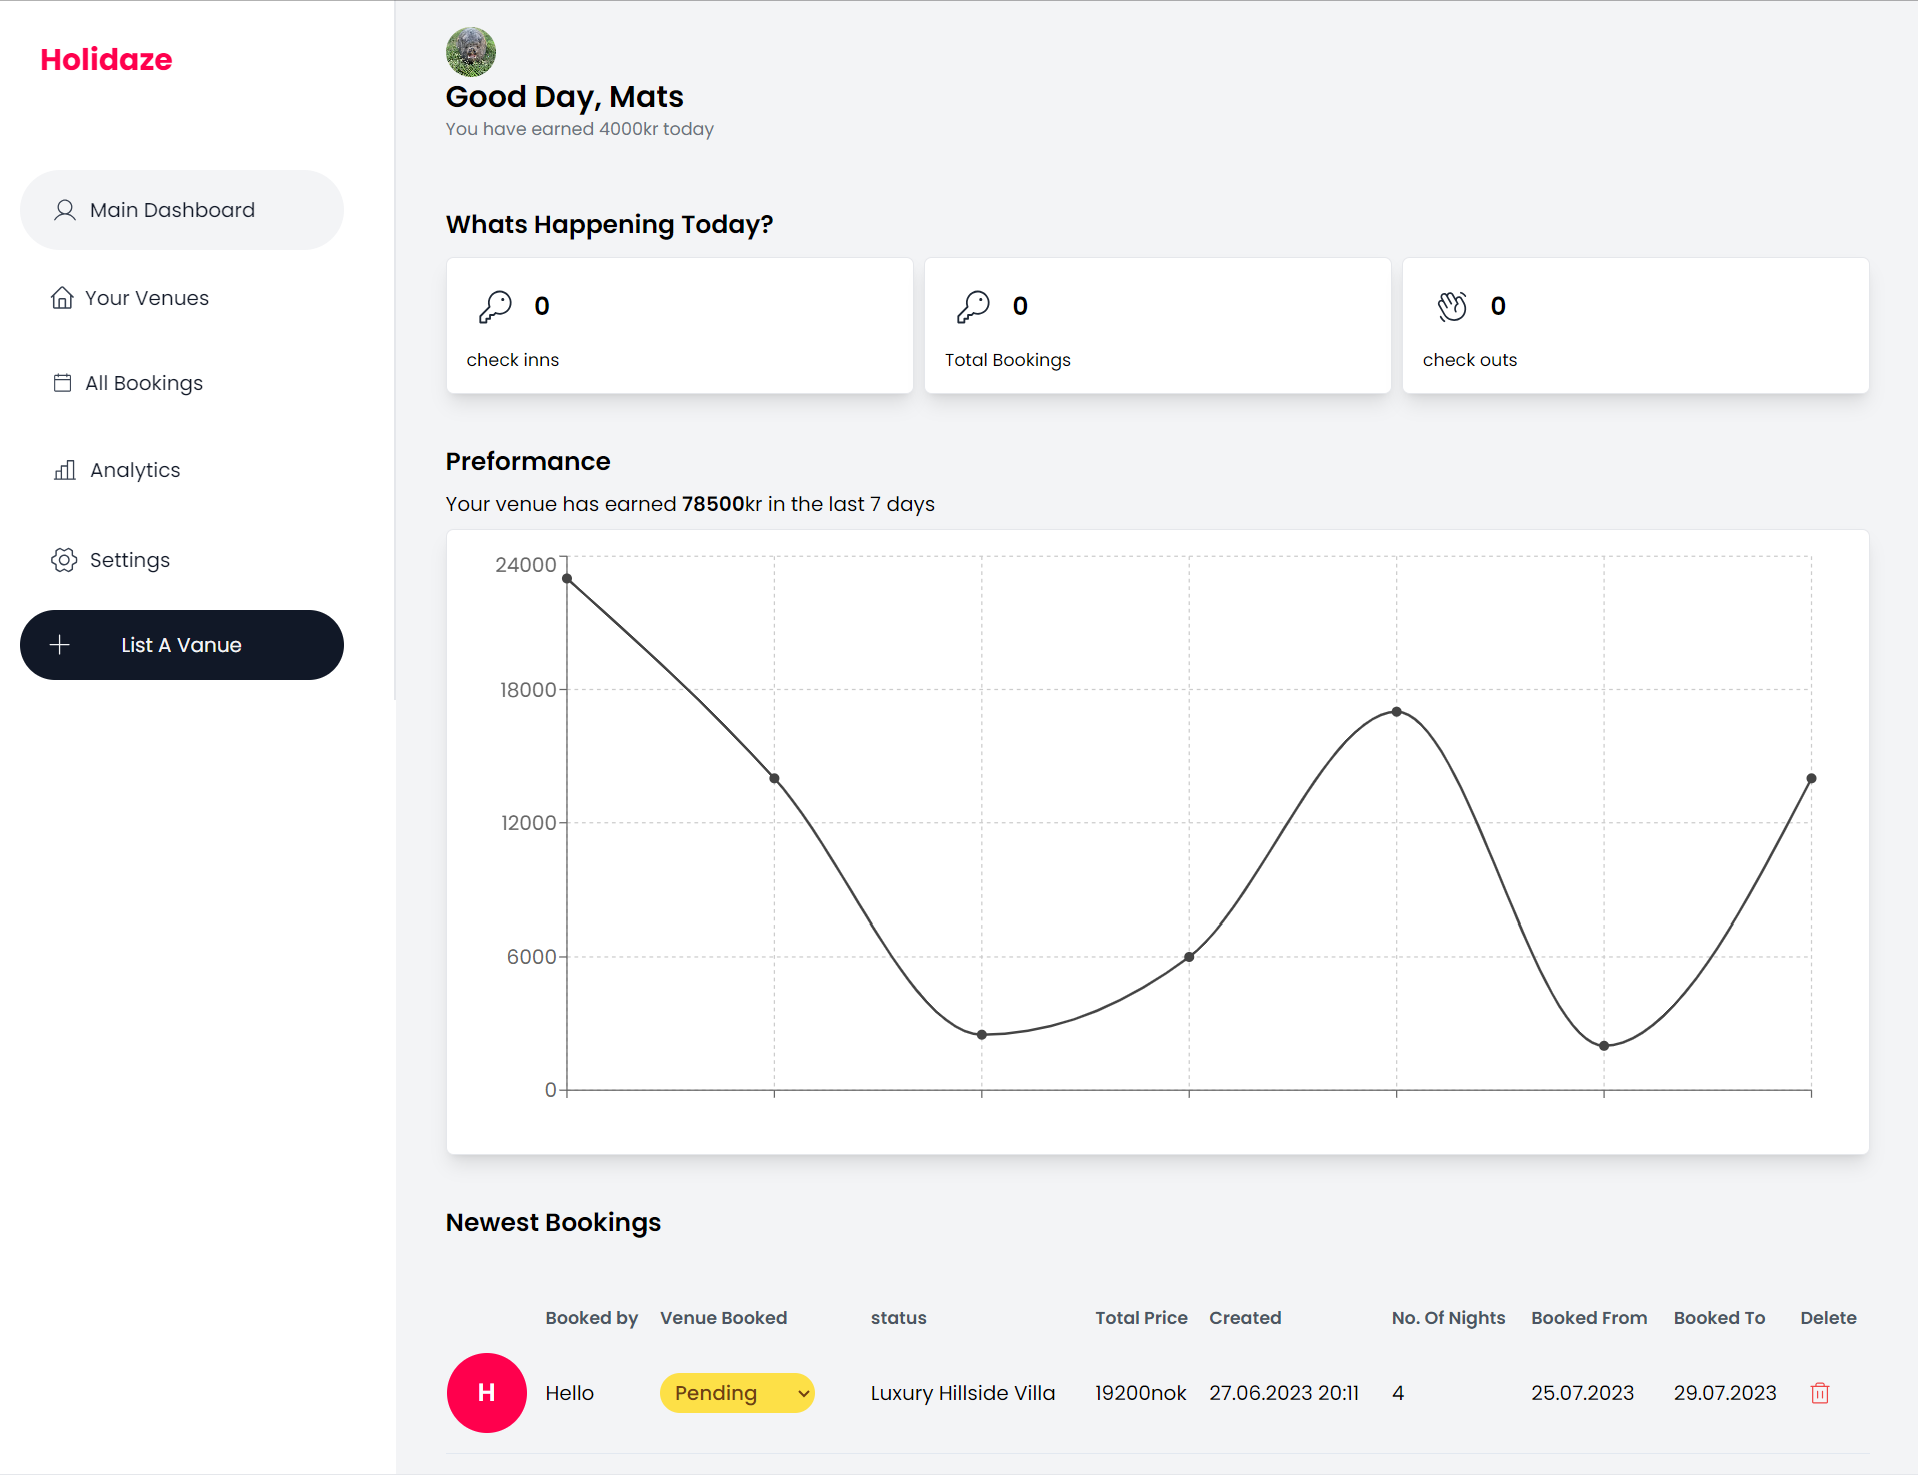 Holidaze
Main Dashboard
Your Venues
All Bookings
Analytics
Settings
List A Vanue
Good Day, Mats
You have earned 4000kr today
Whats Happening Today?
0
check inns
0
Total Bookings
0
check outs
Preformance
Your venue has earned 78500kr in the last 7 days
24000
18000
12000
6000
0
Newest Bookings
Booked by Venue Booked status Total Price Created No. Of Nights Booked From Booked To Delete
H Hello Pending Luxury Hillside Villa 19200nok 27.06.2023 20:11 4 25.07.2023 29.07.2023